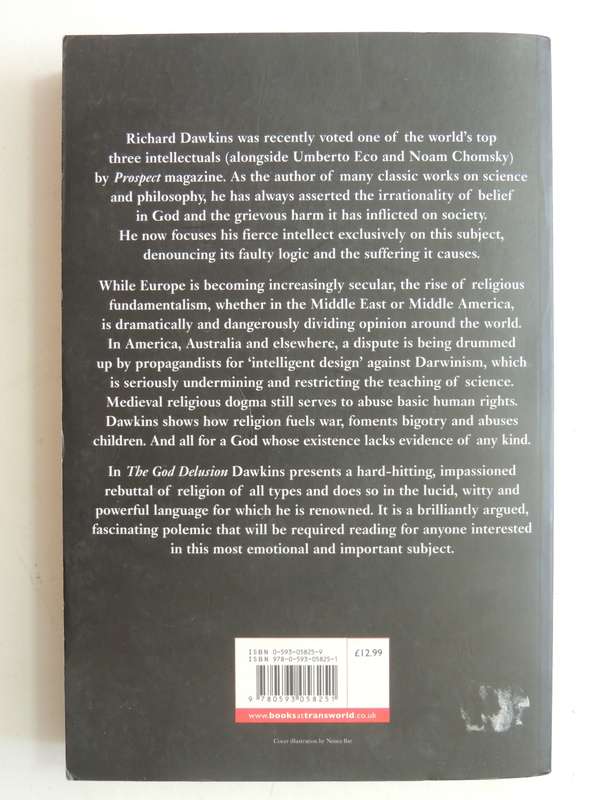 Richard Dawkins was recently voted one of the world's top
three intellectuals (alongside Umberto Eco and Noam Chomsky)
by Prospect magazine. As the author of many classic works on science
and philosophy, he has always asserted the irrationality of belief
in God and the grievous harm it has inflicted on society.
He now focuses his fierce intellect exclusively on this subject,
denouncing its faulty logic and the suffering it causes.
While Europe is becoming increasingly secular, the rise of religious
fundamentalism, whether in the Middle East or Middle America,
is dramatically and dangerously dividing opinion around the world.
In America, Australia and elsewhere, a dispute is being drummed
up by propagandists for 'intelligent design' against Darwinism, which
is seriously undermining and restricting the teaching of science.
Medieval religious dogma still serves to abuse basic human rights.
Dawkins shows how religion fuels war, foments bigotry and abuses
children. And all for a God whose existence lacks evidence of any kind.
In The God Delusion Dawkins presents a hard-hitting, impassioned
rebuttal of religion of all types and does so in the lucid, witty and
powerful language for which he is renowned. It is a brilliantly argued,
fascinating polemic that will be required reading for anyone interested
in this most emotional and important subject.
ISBN 0-593-05825-9
ISBN 978-0-593-05825-1
£12.99
9 780593 058251
www.booksattransworld.co.uk
Cover illustration by